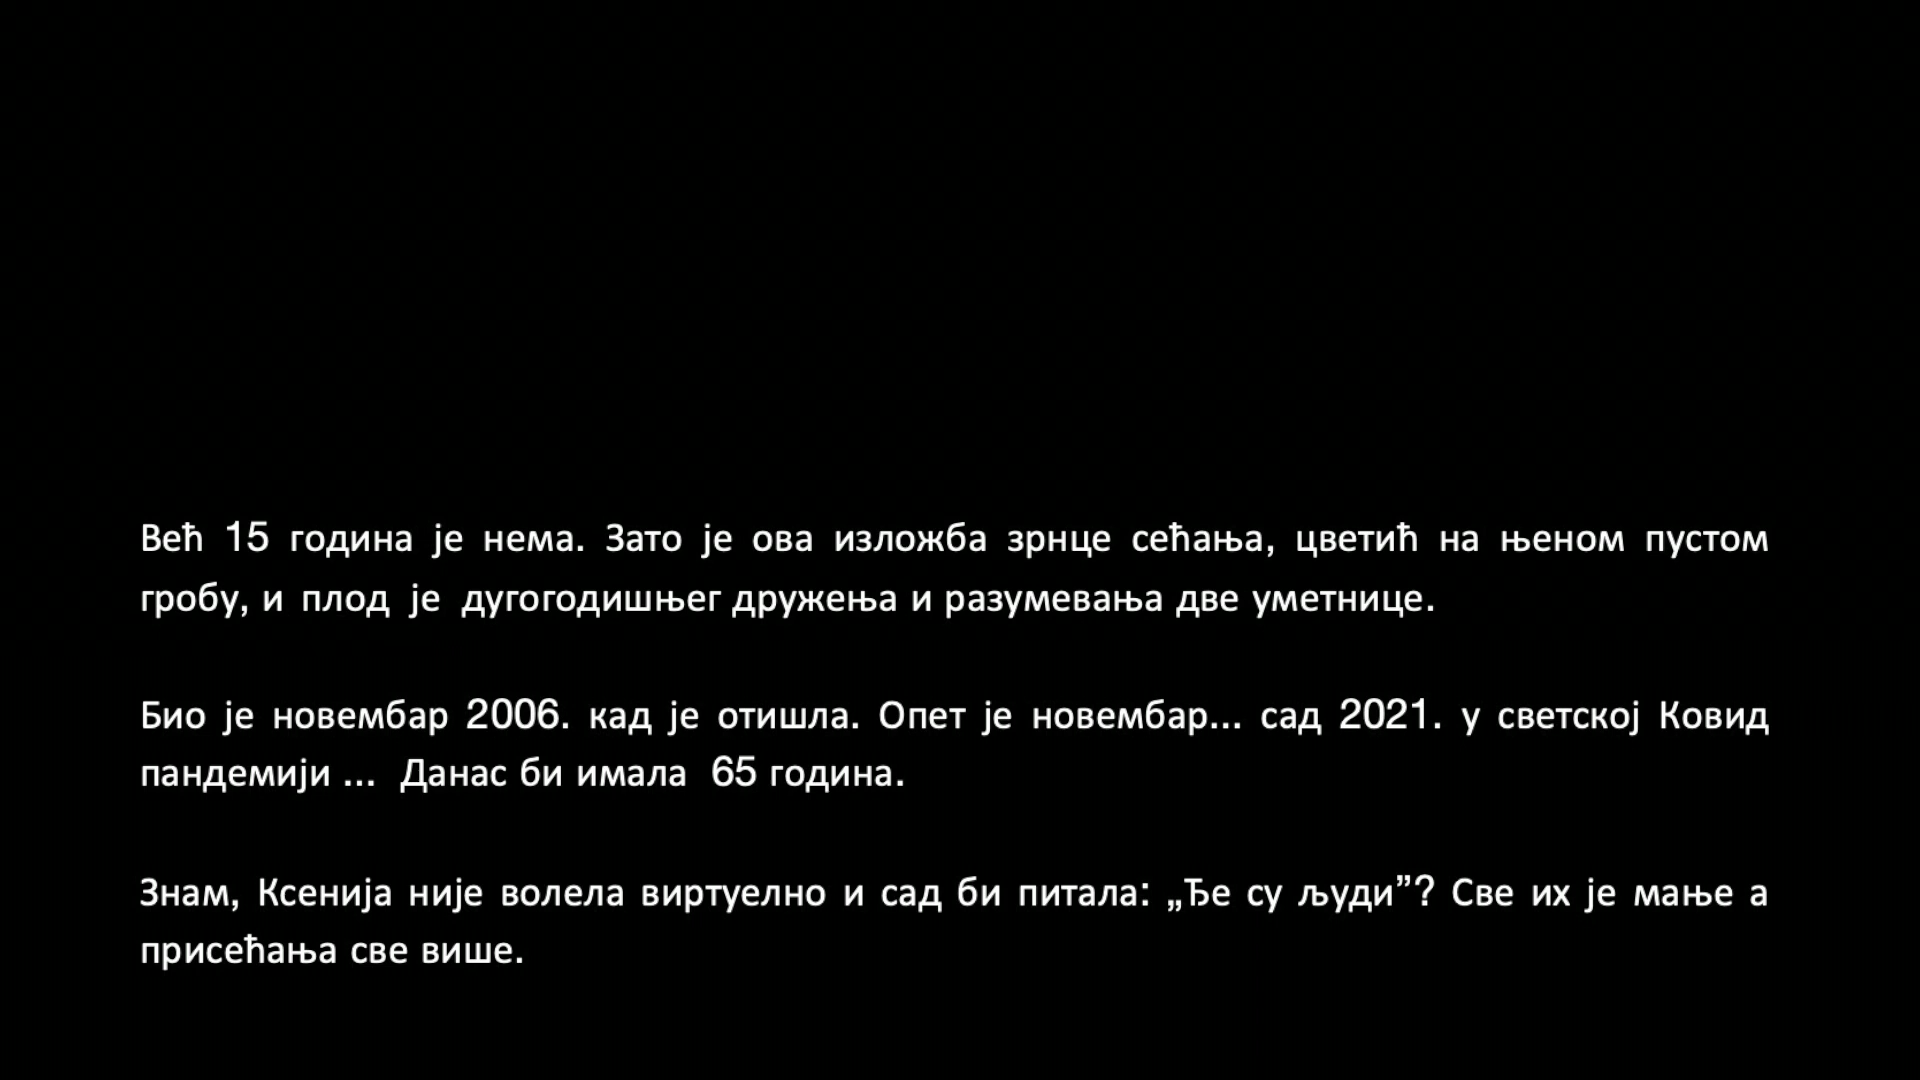 Већ 15 година је нема. Зато је ова изложба зрнце сећања, цветић на њеном пустом
гробу, и плод је дугогодишњег дружења и разумевања две уметнице.
Био је новембар 2006. кад је отишла. Опет је новембар... сад 2021. у светској Ковид
пандемији ... Данас би имала 65 година.
Знам, Ксенија није волела виртуелно и сад би питала: „Ђе су људи”? Све их је мање а
присећања све више.